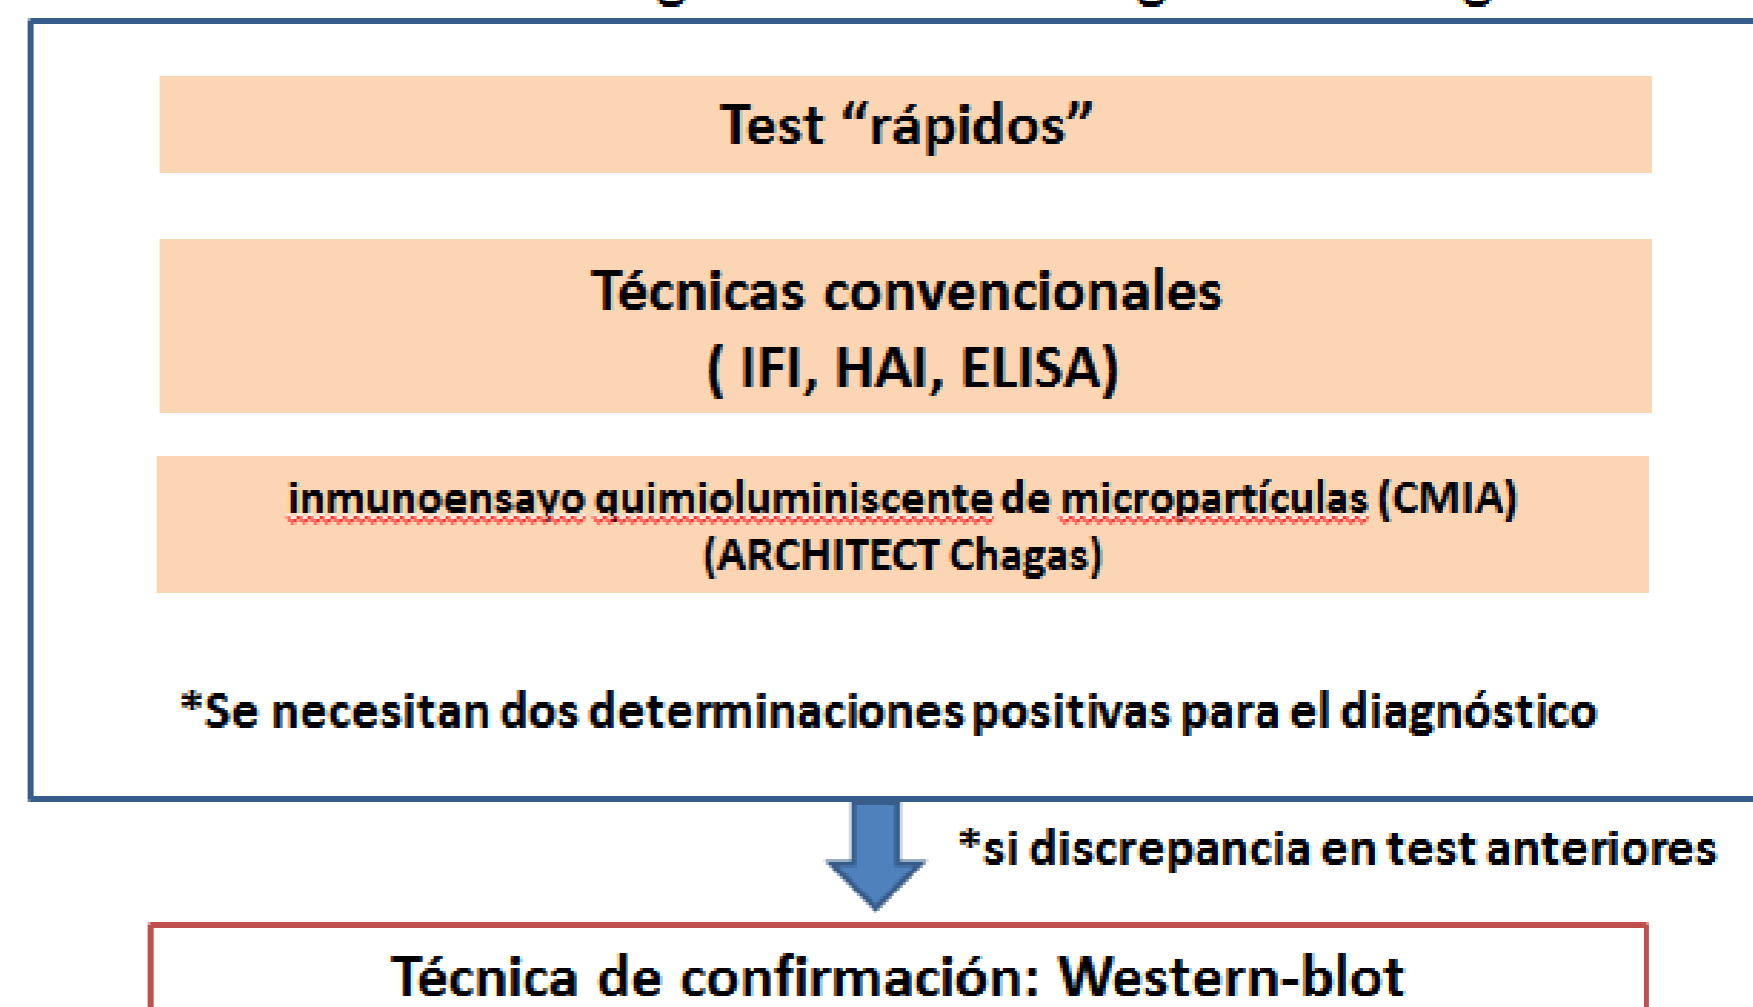 Test “rápidos”
Técnicas convencionales
( IFI, HAI, ELISA)
inmunoensayo quimioluminiscente de micropartículas (CMIA)
(ARCHITECT Chagas)
*Se necesitan dos determinaciones positivas para el diagnóstico
*si discrepancia en test anteriores
Técnica de confirmación: Western-blot